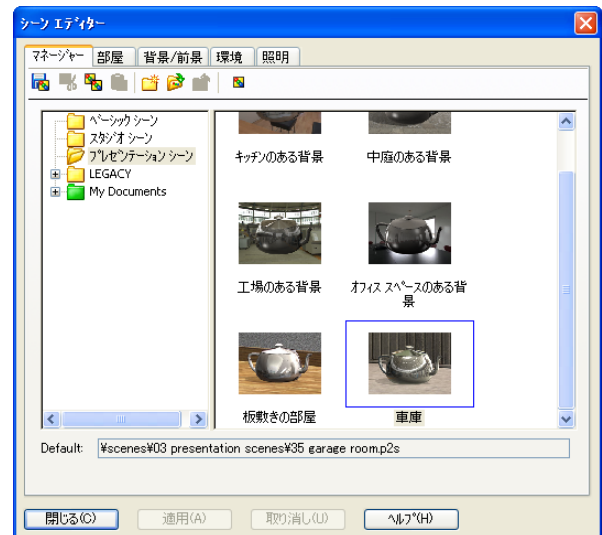 シーン エディター
マネージャー 部屋 背景/前景 環境 照明
ベーシック シーン
スタジオ シーン
プレゼンテーション シーン
LEGACY
My Documents
キッチンのある背景 中庭のある背景
工場のある背景 オフィス スペースのある背
景
板敷きの部屋 車庫
Default: ¥scenes¥03 presentation scenes¥35 garage room.p2s
閉じる(C) 適用(A) 取り消し(U) ヘルプ(H)